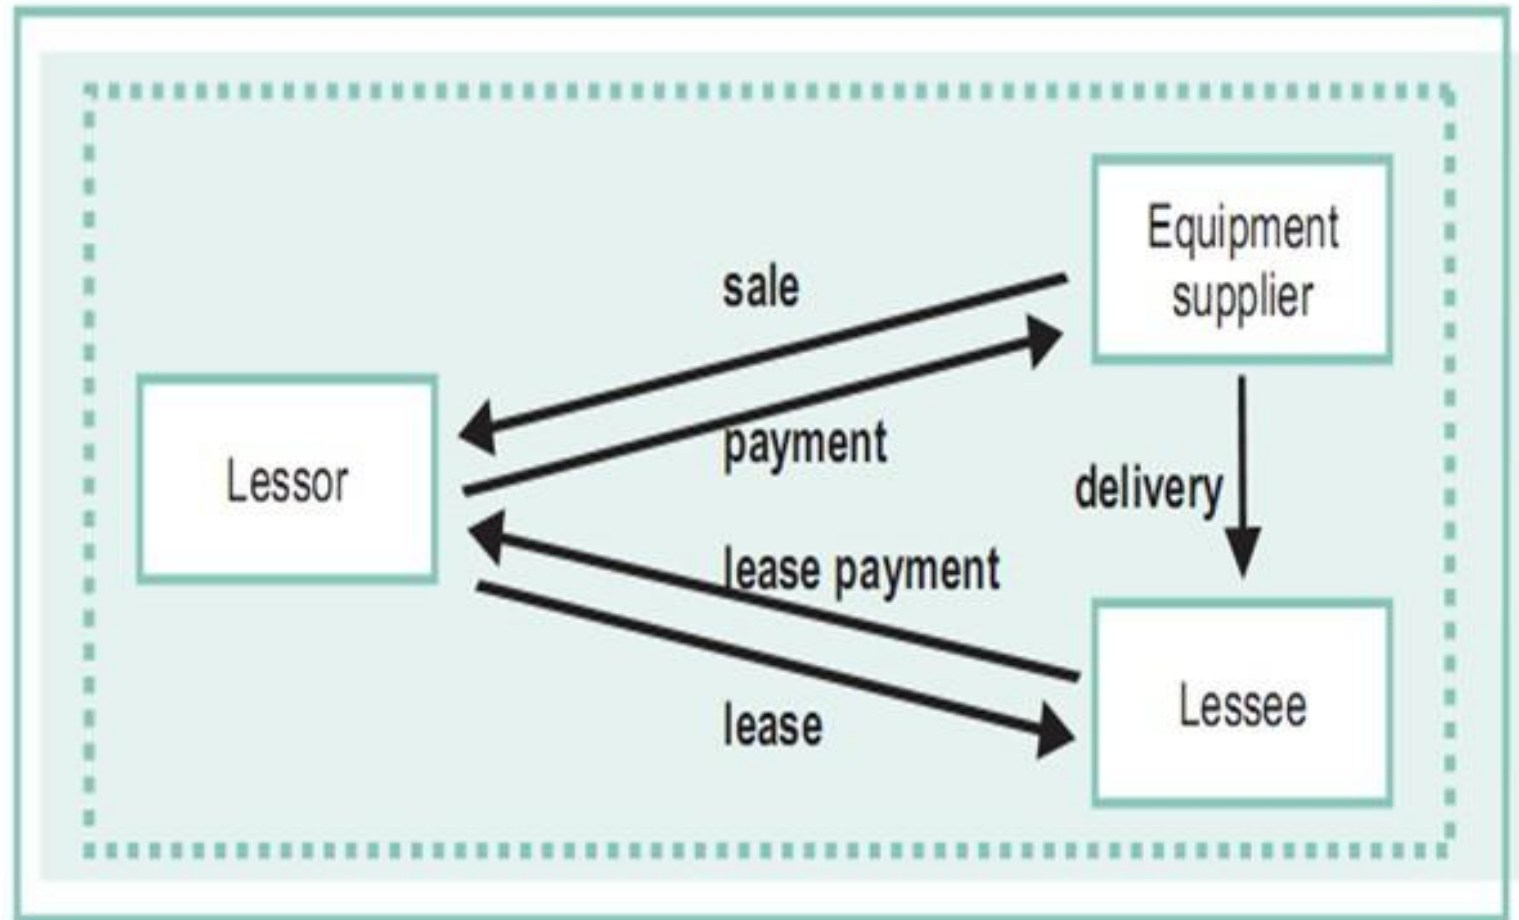 Equipment
supplier
sale
payment
Lessor
delivery
lease payment
lease
Lessee